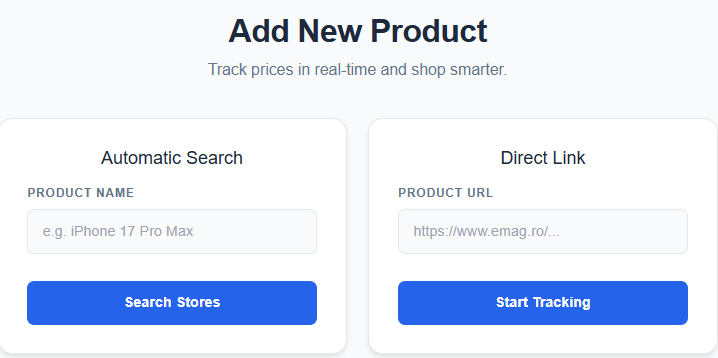 Add New Product
Track prices in real-time and shop smarter.
Automatic Search
PRODUCT NAME
e.g. iPhone 17 Pro Max
Search Stores
Direct Link
PRODUCT URL
https://www.emag.ro/...
Start Tracking